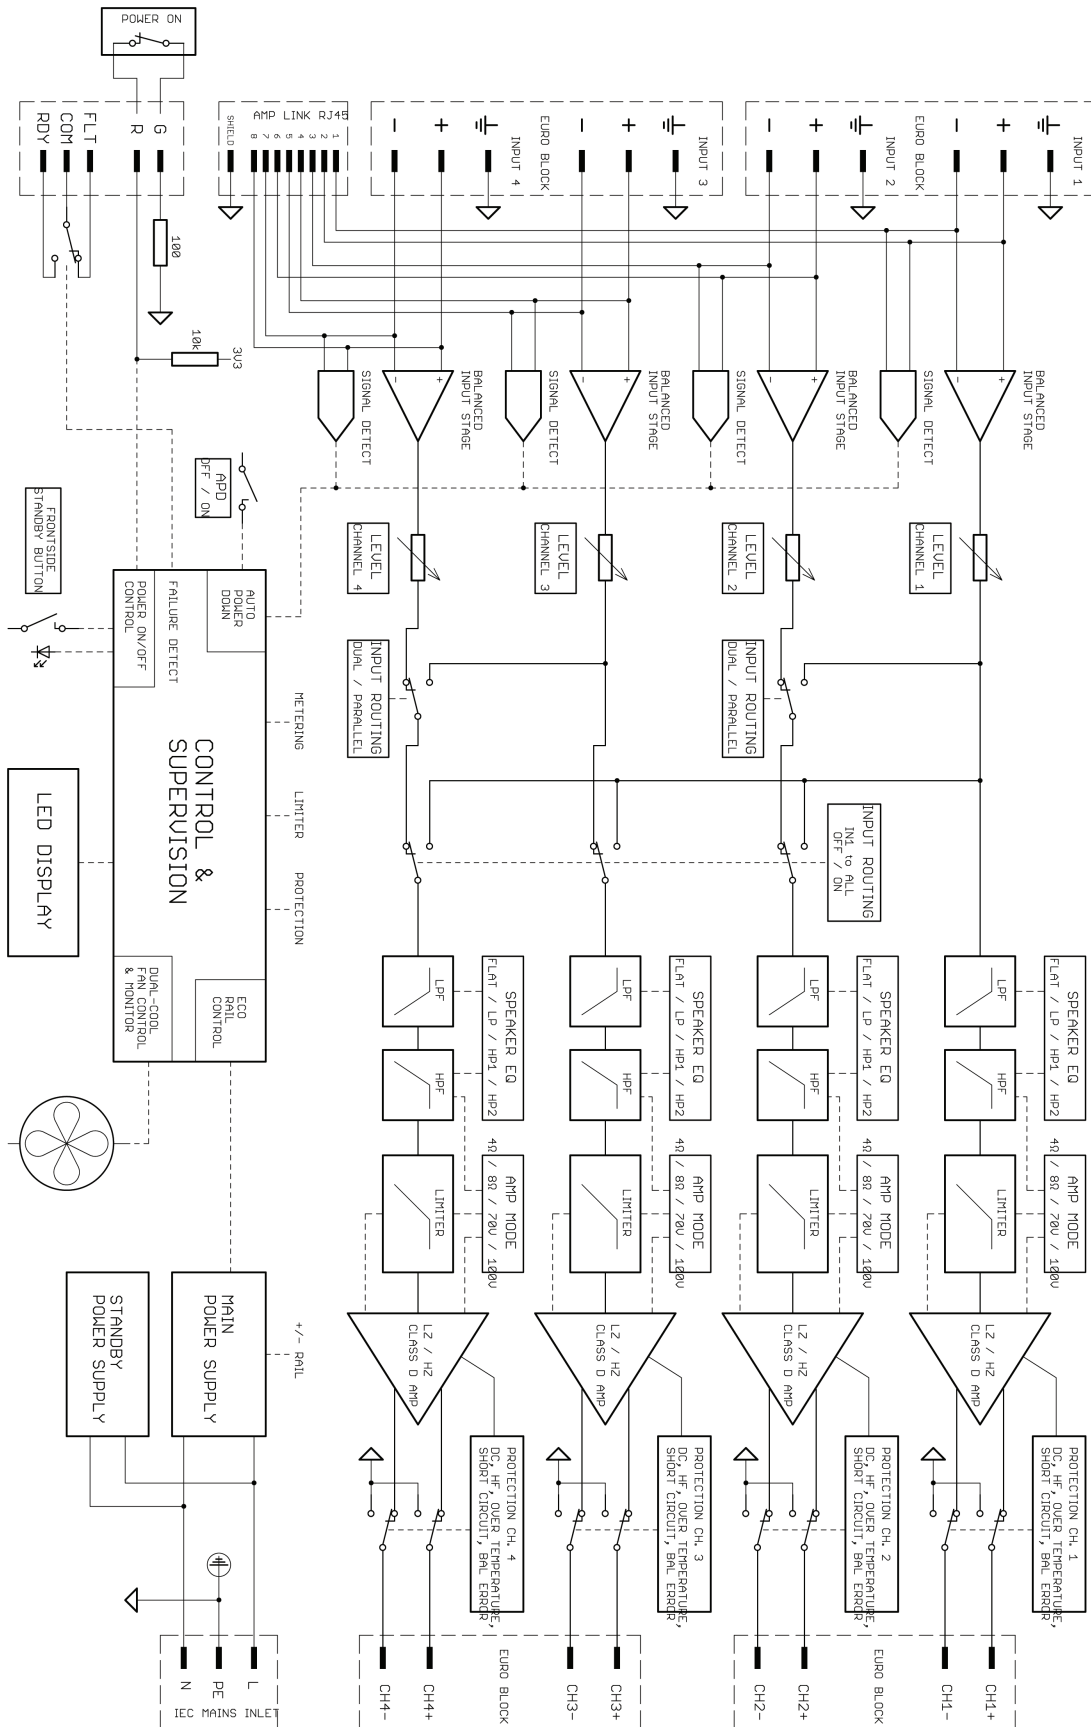 POWER ON
INPUT 1
EURO BLOCK
INPUT 2
+
-
+
-
INPUT 3
EURO BLOCK
INPUT 4
+
-
+
-
AMP LINK RJ45
1
2
3
4
5
6
7
8
SHIELD
G
R
FLT
COM
RDY
100
10k
3V3
BALANCED
INPUT STAGE
+
-
SIGNAL DETECT
BALANCED
INPUT STAGE
+
-
SIGNAL DETECT
BALANCED
INPUT STAGE
+
-
SIGNAL DETECT
BALANCED
INPUT STAGE
+
-
SIGNAL DETECT
APD
OFF / ON
FRONTSIDE
STANDBY BUTTON
LEVEL
CHANNEL 1
LEVEL
CHANNEL 2
LEVEL
CHANNEL 3
LEVEL
CHANNEL 4
INPUT ROUTING
DUAL / PARALLEL
INPUT ROUTING
DUAL / PARALLEL
INPUT ROUTING
IN1 to ALL
OFF / ON
AUTO
POWER
DOWN
FAILURE DETECT
POWER ON/OFF
CONTROL
METERING
LIMITER
PROTECTION
CONTROL &
SUPERVISION
LED DISPLAY
ECO
RAIL
CONTROL
DUAL-COOL
FAN CONTROL
& MONITOR
SPEAKER EQ
FLAT / LP / HP1 / HP2
LPF
HPF
AMP MODE
4Ω / 8Ω / 70V / 100V
LIMITER
LZ / HZ
CLASS D AMP
SPEAKER EQ
FLAT / LP / HP1 / HP2
LPF
HPF
AMP MODE
4Ω / 8Ω / 70V / 100V
LIMITER
LZ / HZ
CLASS D AMP
SPEAKER EQ
FLAT / LP / HP1 / HP2
LPF
HPF
AMP MODE
4Ω / 8Ω / 70V / 100V
LIMITER
LZ / HZ
CLASS D AMP
SPEAKER EQ
FLAT / LP / HP1 / HP2
LPF
HPF
AMP MODE
4Ω / 8Ω / 70V / 100V
LIMITER
LZ / HZ
CLASS D AMP
PROTECTION CH. 1
DC, HF, OVER TEMPERATURE,
SHORT CIRCUIT, BAL ERROR,
PROTECTION CH. 2
DC, HF, OVER TEMPERATURE,
SHORT CIRCUIT, BAL ERROR,
PROTECTION CH. 3
DC, HF, OVER TEMPERATURE,
SHORT CIRCUIT, BAL ERROR,
PROTECTION CH. 4
DC, HF, OVER TEMPERATURE,
SHORT CIRCUIT, BAL ERROR,
+/- RAIL
MAIN
POWER SUPPLY
STANDBY
POWER SUPPLY
CH1+
CH1-
EURO BLOCK
CH2+
CH2-
CH3+
CH3-
EURO BLOCK
CH4+
CH4-
L
PE
N
IEC MAINS INLET